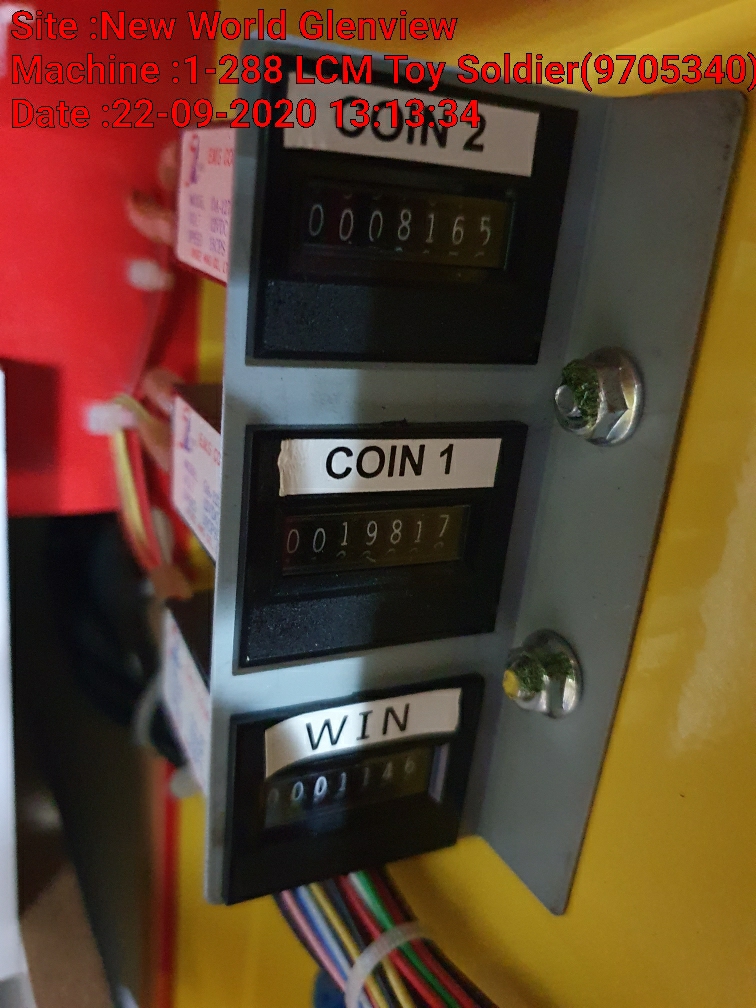 Site :New World Glenview
Machine :1-288 LCM Toy Soldier(9705340)
Date :22-09-2020 13:13:34
COIN 2
0008165
COIN 1
0019817
WIN